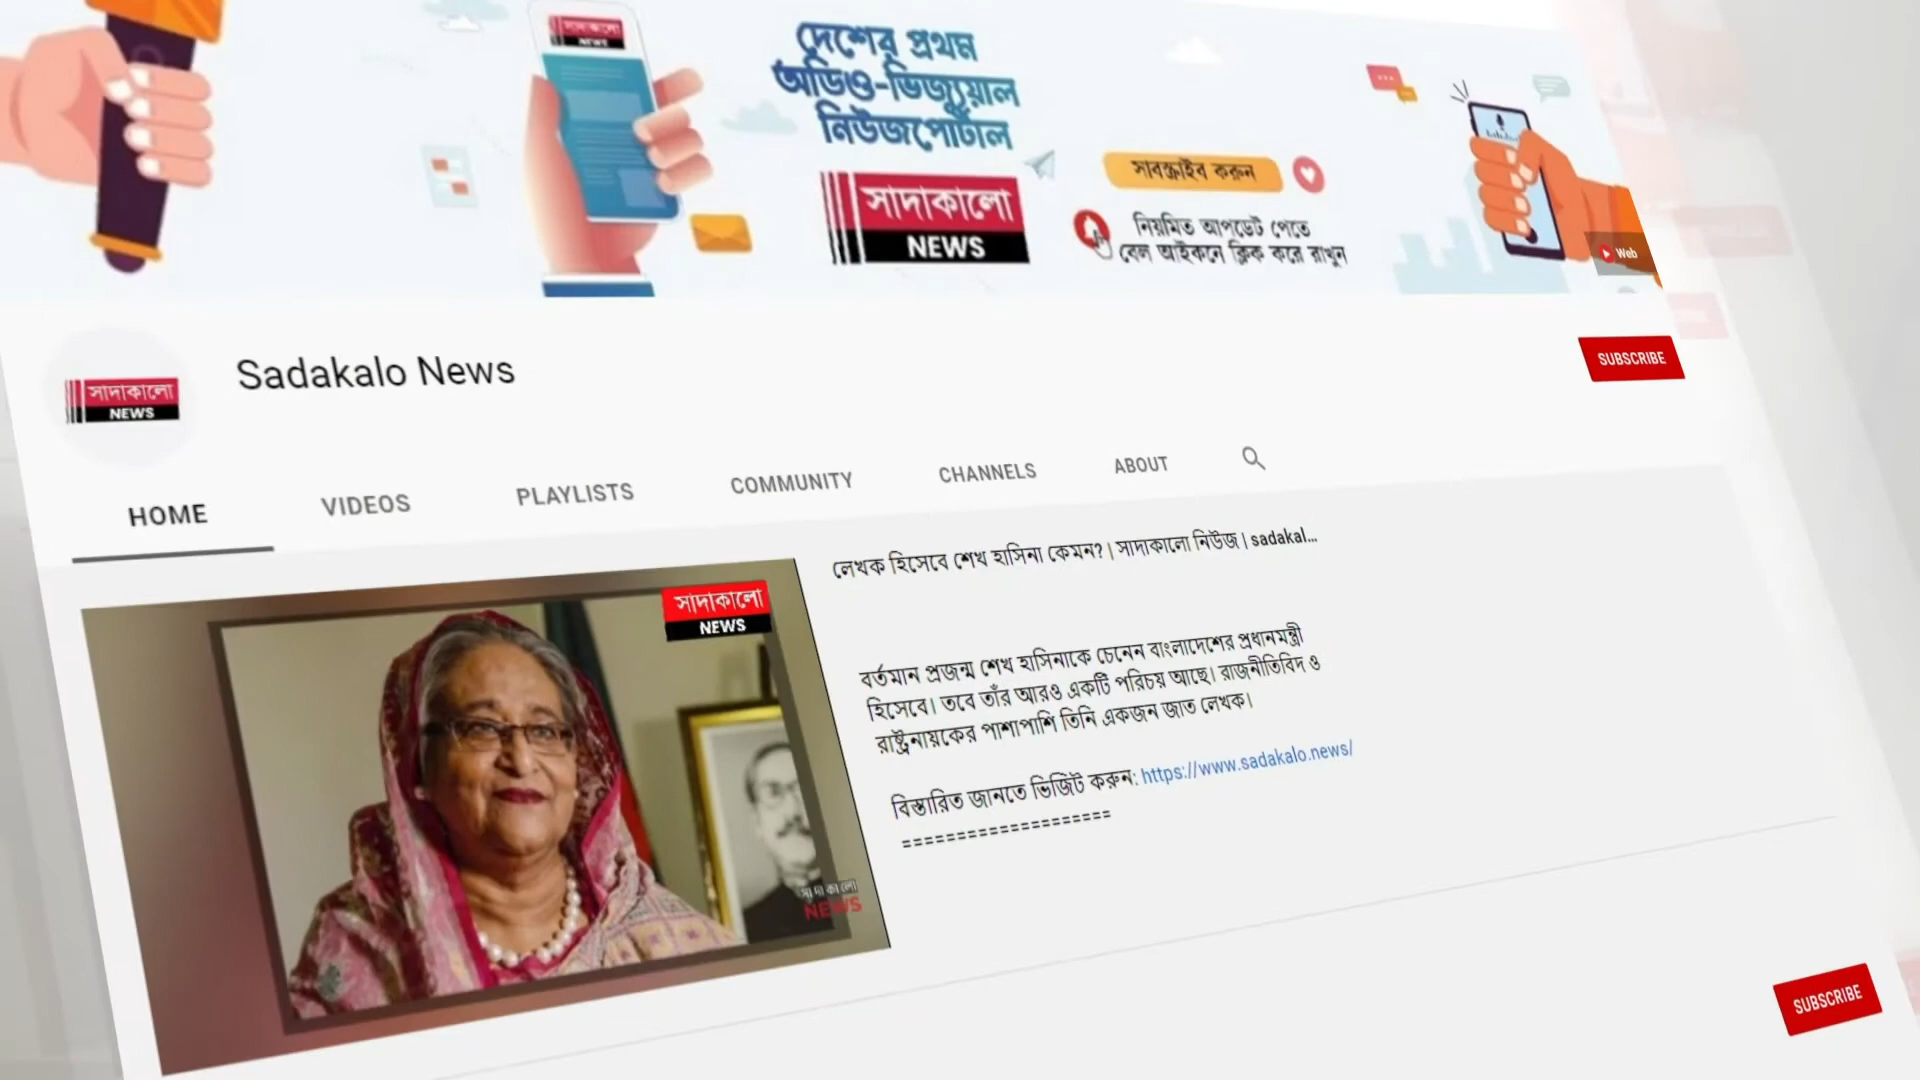 সাদাকালো
NEWS
দেশের প্রথম
অডিও-ভিজ্যুয়াল
নিউজপোর্টাল
সাদাকালো
NEWS
সাবস্ক্রাইব করুন
নিয়মিত আপডেট পেতে
বেল আইকনে ক্লিক করে রাখুন
Web
সাদাকালো
NEWS
Sadakalo News
SUBSCRIBE
HOME VIDEOS PLAYLISTS COMMUNITY CHANNELS ABOUT
লেখক হিসেবে শেখ হাসিনা কেমন? | সাদাকালো নিউজ | sadakal...
সাদাকালো
NEWS
বর্তমান প্রজন্ম শেখ হাসিনাকে চেনেন বাংলাদেশের প্রধানমন্ত্রী
হিসেবে। তবে তাঁর আরও একটি পরিচয় আছে। রাজনীতিবিদ ও
রাষ্ট্রনায়কের পাশাপাশি তিনি একজন জাত লেখক।
বিস্তারিত জানতে ভিজিট করুন: https://www.sadakalo.news/
====================
সাদাকালো
NEWS
SUBSCRIBE